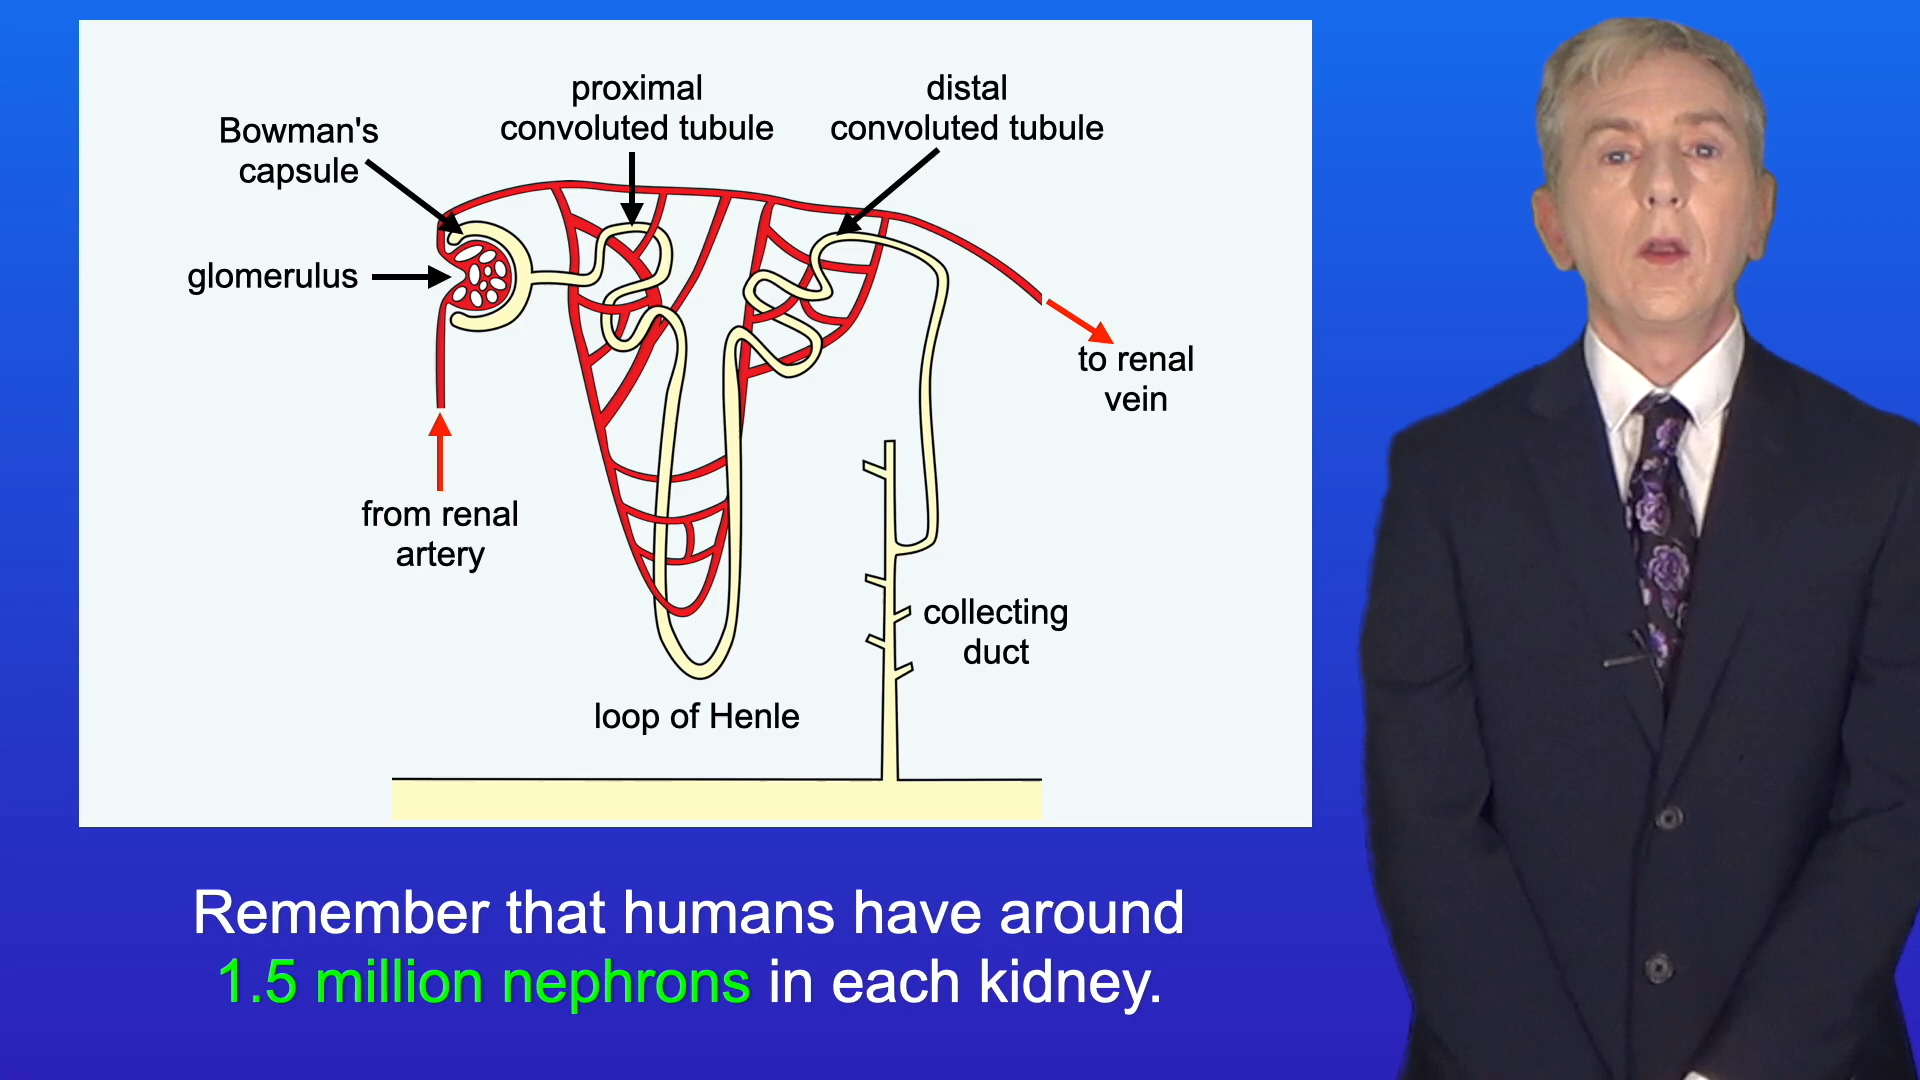 proximal
convoluted tubule
distal
convoluted tubule
Bowman's
capsule
glomerulus
to renal
vein
from renal
artery
collecting
duct
loop of Henle
Remember that humans have around
1.5 million nephrons in each kidney.